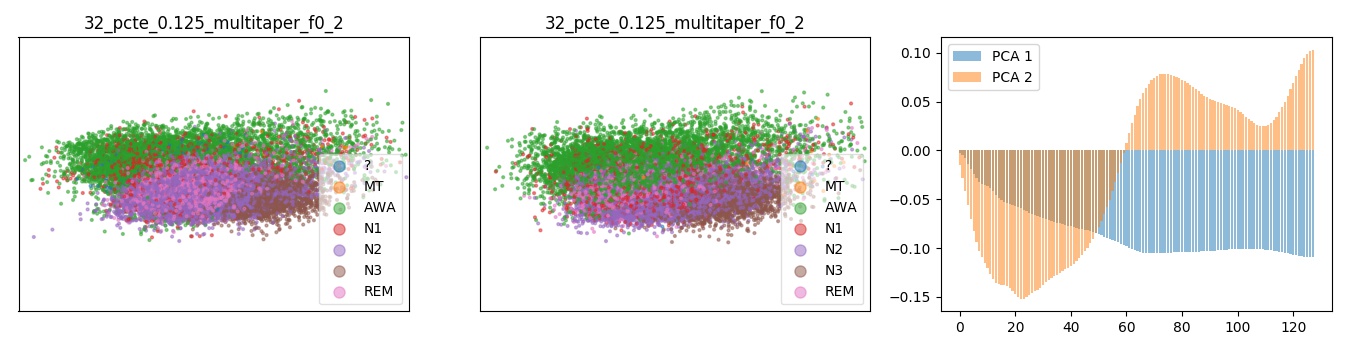 32_pcte_0.125_multitaper_f0_2
?
MT
AWA
N1
N2
N3
REM
32_pcte_0.125_multitaper_f0_2
?
MT
AWA
N1
N2
N3
REM
PCA 1
PCA 2
0.10
0.05
0.00
−0.05
−0.10
−0.15
0 20 40 60 80 100 120